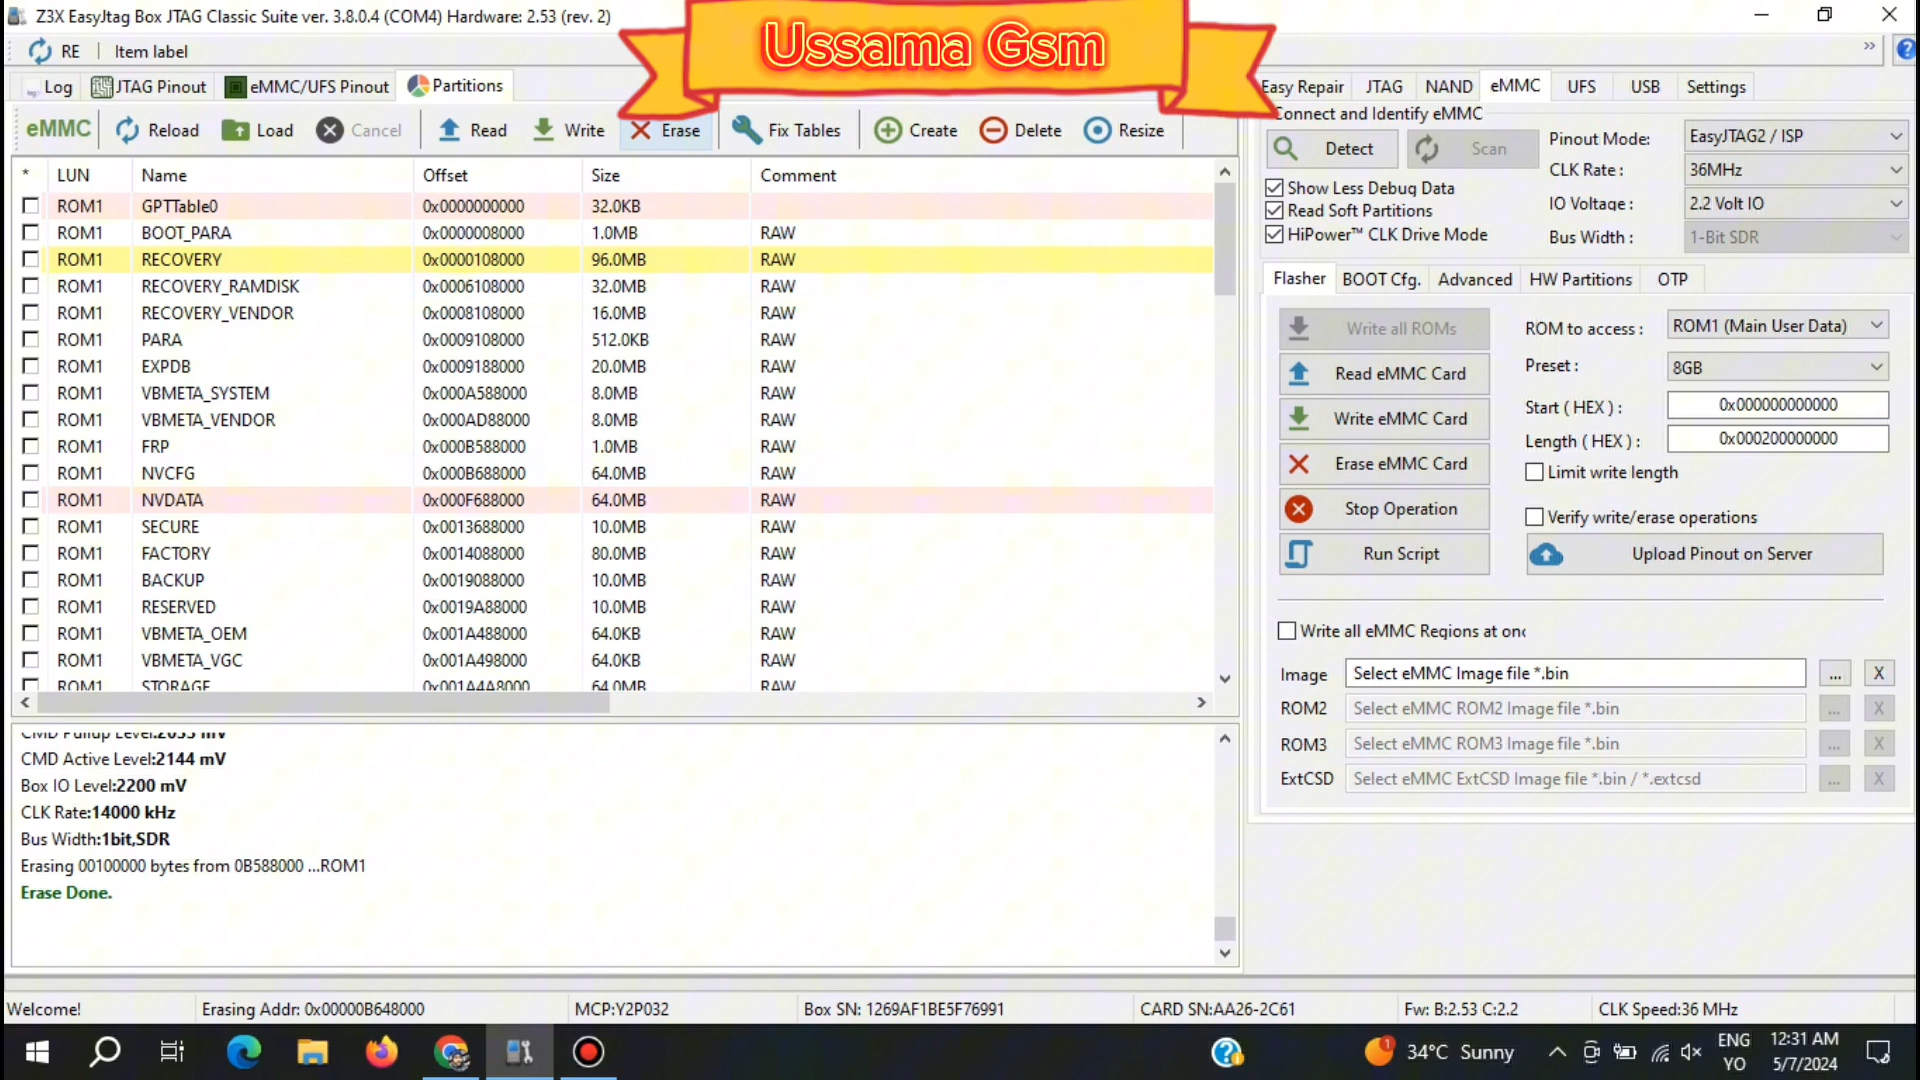 Z3X EasyJtag Box JTAG Classic Suite ver. 3.8.0.4 (COM4) Hardware: 2.53 (rev. 2)
Ussama Gsm
RE
Item label
»
Log
JTAG Pinout
eMMC/UFS Pinout
Partitions
eMMC
Reload
Load
Cancel
Read
Write
Erase
Fix Tables
Create
Delete
Resize
* LUN Name Offset Size Comment
ROM1 GPTTable0 0x0000000000 32.0KB
ROM1 BOOT_PARA 0x0000008000 1.0MB RAW
ROM1 RECOVERY 0x0000108000 96.0MB RAW
ROM1 RECOVERY_RAMDISK 0x0006108000 32.0MB RAW
ROM1 RECOVERY_VENDOR 0x0008108000 16.0MB RAW
ROM1 PARA 0x0009108000 512.0KB RAW
ROM1 EXPDB 0x0009188000 20.0MB RAW
ROM1 VBMETA_SYSTEM 0x000A588000 8.0MB RAW
ROM1 VBMETA_VENDOR 0x000AD88000 8.0MB RAW
ROM1 FRP 0x000B588000 1.0MB RAW
ROM1 NVCFG 0x000B688000 64.0MB RAW
ROM1 NVDATA 0x000F688000 64.0MB RAW
ROM1 SECURE 0x0013688000 10.0MB RAW
ROM1 FACTORY 0x0014088000 80.0MB RAW
ROM1 BACKUP 0x0019088000 10.0MB RAW
ROM1 RESERVED 0x0019A88000 10.0MB RAW
ROM1 VBMETA_OEM 0x001A488000 64.0KB RAW
ROM1 VBMETA_VGC 0x001A498000 64.0KB RAW
ROM1 STORAGE 0x001A4A8000 64.0MB RAW
CMD Pullup Level:2035 mV
CMD Active Level:2144 mV
Box IO Level:2200 mV
CLK Rate:14000 kHz
Bus Width:1bit,SDR
Erasing 00100000 bytes from 0B588000 ...ROM1
Erase Done.
Easy Repair
JTAG
NAND
eMMC
UFS
USB
Settings
Connect and Identify eMMC
Detect
Scan
Show Less Debug Data
Read Soft Partitions
HiPower™ CLK Drive Mode
Pinout Mode: EasyJTAG2 / ISP
CLK Rate : 36MHz
IO Voltage : 2.2 Volt IO
Bus Width : 1-Bit SDR
Flasher
BOOT Cfg.
Advanced
HW Partitions
OTP
Write all ROMs
Read eMMC Card
Write eMMC Card
Erase eMMC Card
Stop Operation
Run Script
ROM to access : ROM1 (Main User Data)
Preset : 8GB
Start ( HEX ) : 0x000000000000
Length ( HEX ) : 0x000200000000
Limit write length
Verify write/erase operations
Upload Pinout on Server
Write all eMMC Regions at onc
Image Select eMMC Image file *.bin ... X
ROM2 Select eMMC ROM2 Image file *.bin ... X
ROM3 Select eMMC ROM3 Image file *.bin ... X
ExtCSD Select eMMC ExtCSD Image file *.bin / *.extcsd ... X
Welcome!
Erasing Addr: 0x00000B648000
MCP:Y2P032
Box SN: 1269AF1BE5F76991
CARD SN:AA26-2C61
Fw: B:2.53 C:2.2
CLK Speed:36 MHz
1
34°C Sunny
ENG
YO
12:31 AM
5/7/2024